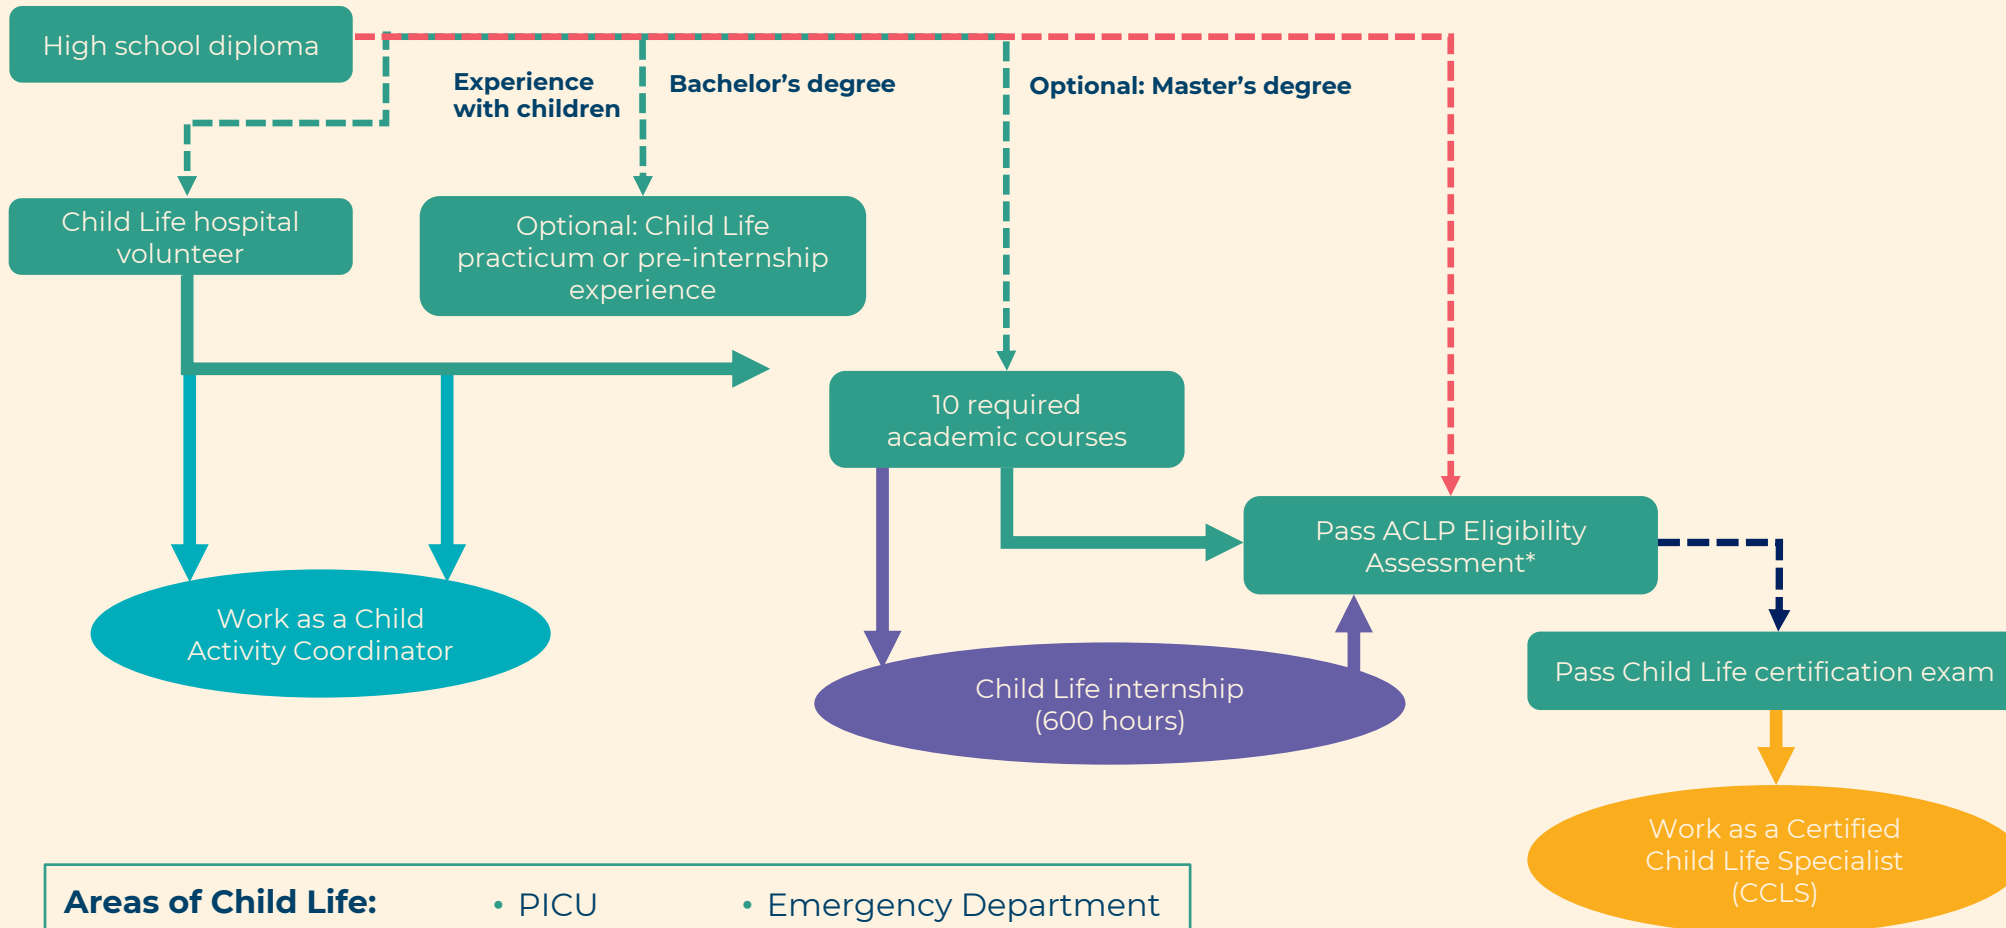 High school diploma
Experience
with children
Bachelor’s degree
Optional: Master’s degree
Child Life hospital
volunteer
Optional: Child Life
practicum or pre-internship
experience
10 required
academic courses
Pass ACLP Eligibility
Assessment*
Work as a Child
Activity Coordinator
Child Life internship
(600 hours)
Pass Child Life certification exam
Work as a Certified
Child Life Specialist
(CCLS)
Areas of Child Life:
• PICU
• Emergency Department